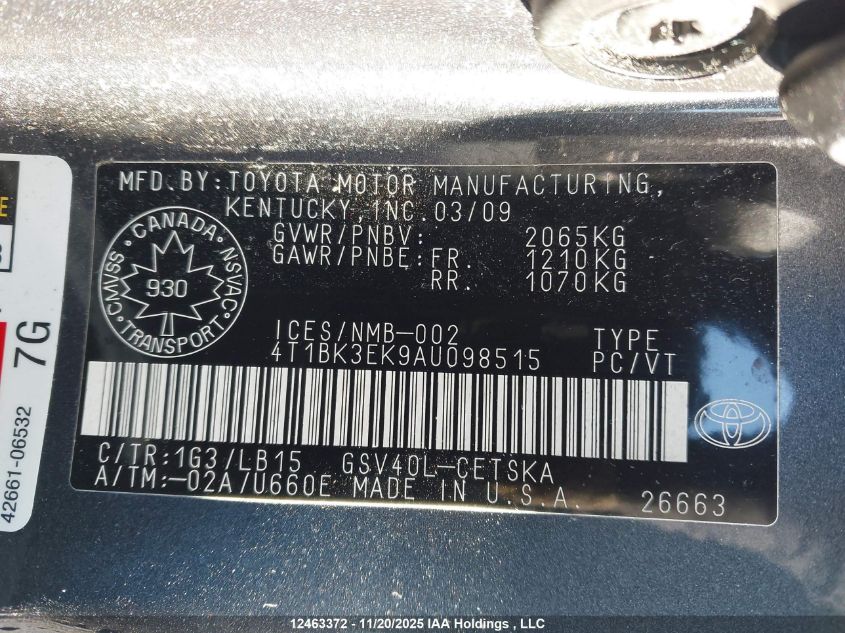 MFD.BY:TOYOTA MOTOR MANUFACTURING,
KENTUCKY,INC.03/09
GVWR/PNBV: 2065KG
GAWR/PNBE:FR. 1210KG
RR. 1070KG
CANADA
CMVSS
NSVAC
930
TRANSPORT
ICES/NMB-002
TYPE
4T1BK3EK9AU098515
PC/VT
C/TR:1G3/LB15 GSV40L-CETSKA
A/TM:-02A/U660E MADE IN U.S.A.
26663
7G
42661-06532
12463372 - 11/20/2025 IAA Holdings , LLC